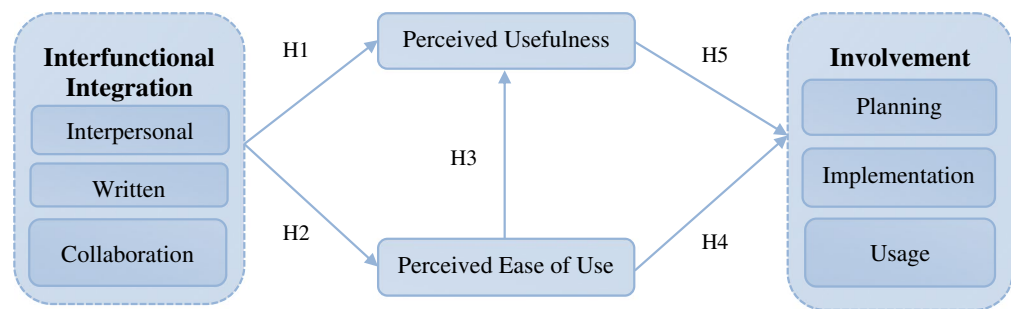 Interfunctional
Integration
Interpersonal
Written
Collaboration
H1
H2
Perceived Usefulness
H3
Perceived Ease of Use
H5
H4
Involvement
Planning
Implementation
Usage